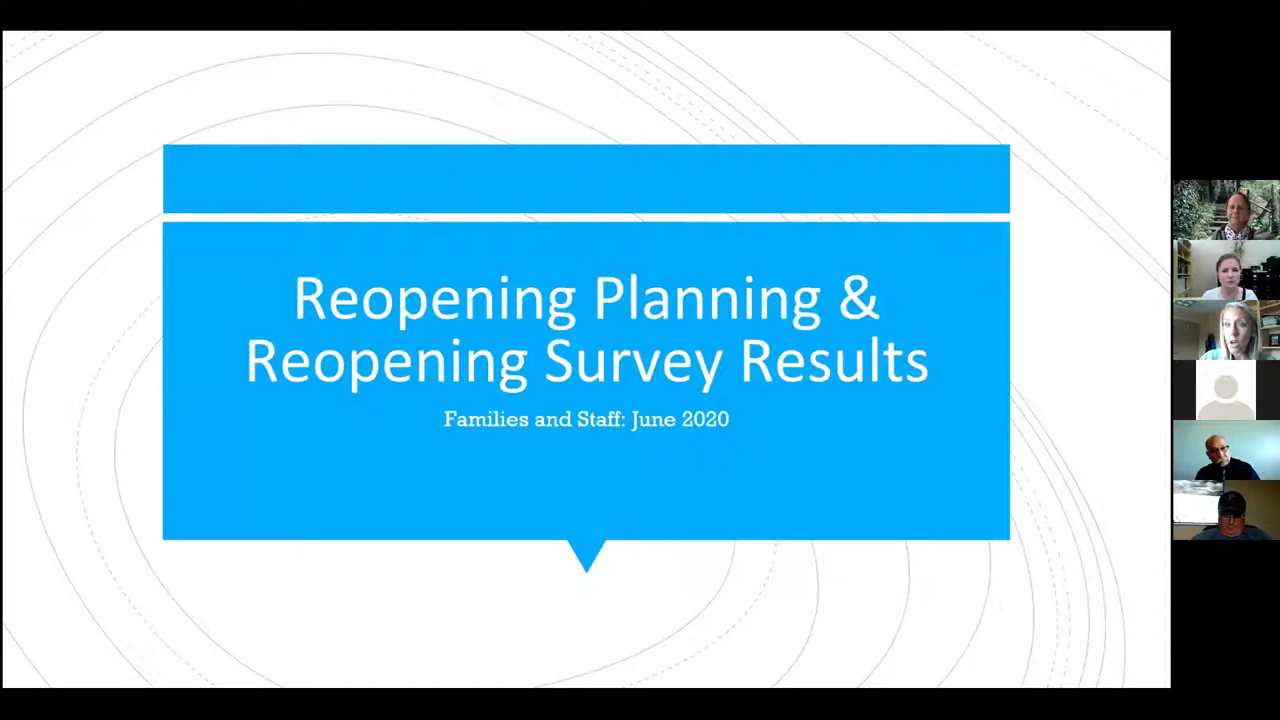 Reopening Planning &
Reopening Survey Results
Families and Staff: June 2020